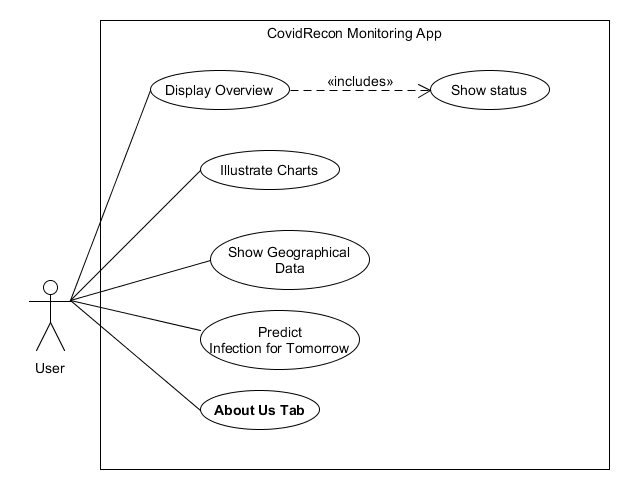 CovidRecon Monitoring App
Display Overview
«includes»
Show status
Illustrate Charts
Show Geographical
Data
Predict
Infection for Tomorrow
User
About Us Tab